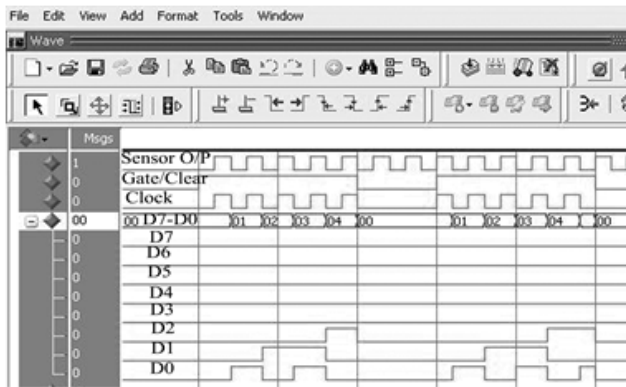 File Edit View Add Format Tools Window
Wave
Msgs
Sensor O/P 1
Gate/Clear 0
Clock 0
00 00 D7-D0 01 02 03 04 00 01 02 03 04 00
D7 0
D6 0
D5 0
D4 0
D3 0
D2 0
D1 0
D0 0